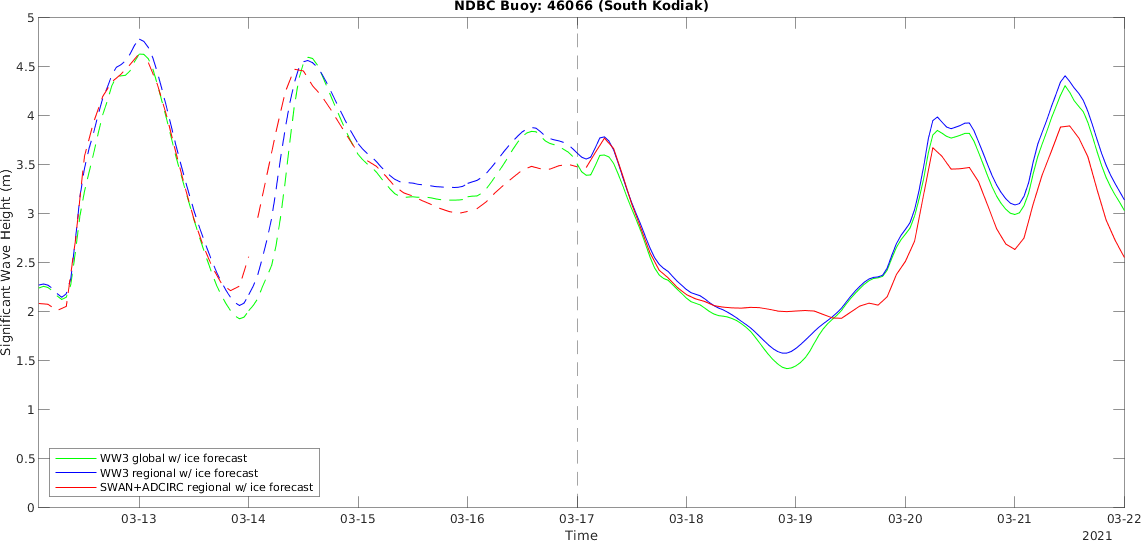 NDBC Buoy: 46066 (South Kodiak)
5
4.5
4
3.5
3
2.5
2
1.5
1
0.5
0
Significant Wave Height (m)
WW3 global w/ ice forecast
WW3 regional w/ ice forecast
SWAN+ADCIRC regional w/ ice forecast
03-13 03-14 03-15 03-16 03-17 03-18 03-19 03-20 03-21 03-22
Time
2021